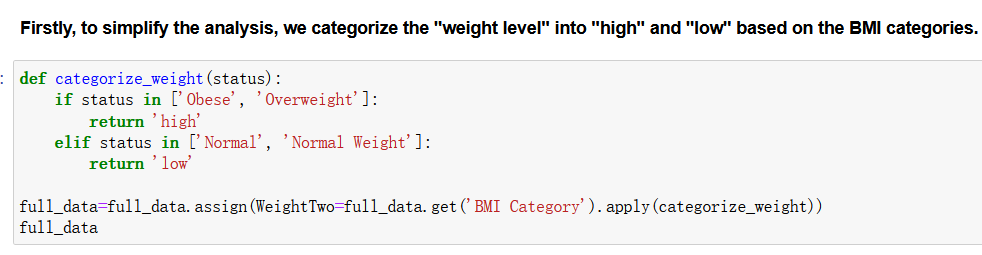 Firstly, to simplify the analysis, we categorize the "weight level" into "high" and "low" based on the BMI categories.
: def categorize_weight(status):
    if status in ['Obese', 'Overweight']:
        return 'high'
    elif status in ['Normal', 'Normal Weight']:
        return 'low'
full_data=full_data.assign(WeightTwo=full_data.get('BMI Category').apply(categorize_weight))
full_data